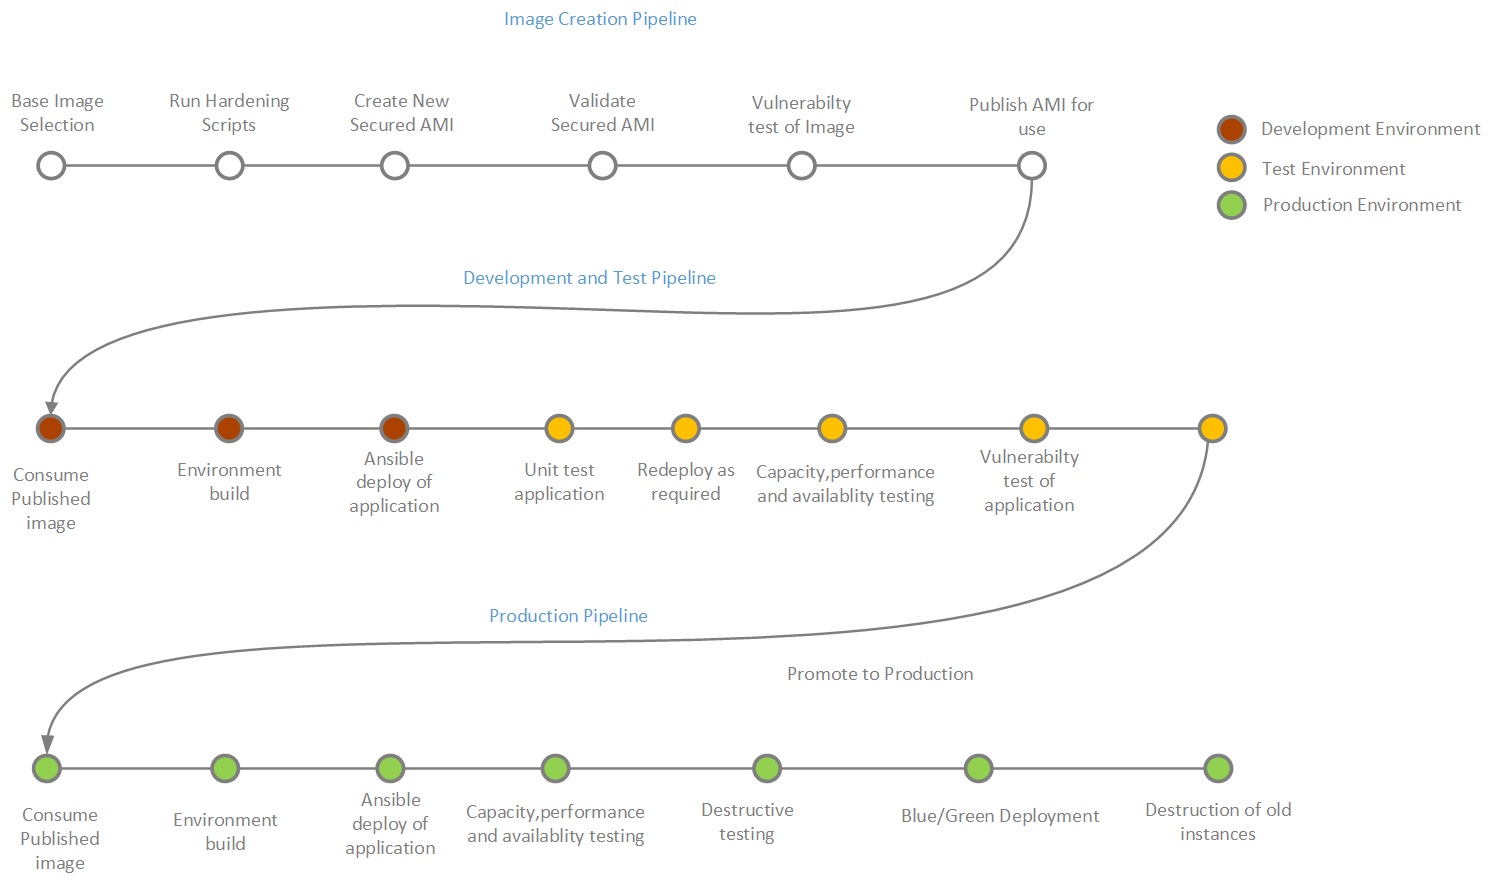 Image Creation Pipeline
Base Image
Selection
Run Hardening
Scripts
Create New
Secured AMI
Validate
Secured AMI
Vulnerabilty
test of Image
Publish AMI for
use
Development Environment
Test Environment
Production Environment
Development and Test Pipeline
Consume
Published
image
Environment
build
Ansible
deploy of
application
Unit test
application
Redeploy as
required
Capacity,performance
and availablity testing
Vulnerabilty
test of
application
Production Pipeline
Promote to Production
Consume
Published
image
Environment
build
Ansible
deploy of
application
Capacity,performance
and availablity testing
Destructive
testing
Blue/Green Deployment
Destruction of old
instances